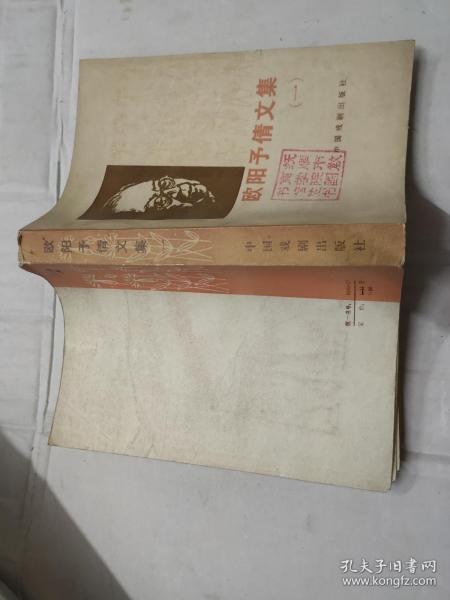 欧阳予倩文集
(一)
中国戏剧出版社
欧阳予倩文集
一
中国戏剧出版社
孔夫子旧书网
www.kongfz.com